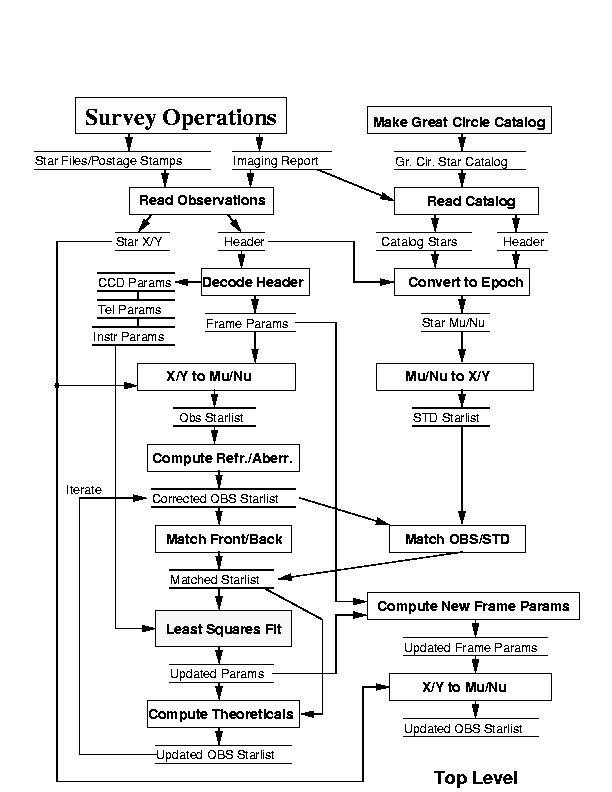 Survey Operations
Make Great Circle Catalog
Star Files/Postage Stamps
Imaging Report
Gr. Cir. Star Catalog
Read Observations
Read Catalog
Star X/Y
Header
Catalog Stars
Header
CCD Params
Decode Header
Convert to Epoch
Tel Params
Frame Params
Star Mu/Nu
Instr Params
X/Y to Mu/Nu
Mu/Nu to X/Y
Obs Starlist
STD Starlist
Compute Refr./Aberr.
Iterate
Corrected OBS Starlist
Match Front/Back
Match OBS/STD
Matched Starlist
Compute New Frame Params
Least Squares Fit
Updated Frame Params
Updated Params
X/Y to Mu/Nu
Compute Theoreticals
Updated OBS Starlist
Updated OBS Starlist
Top Level